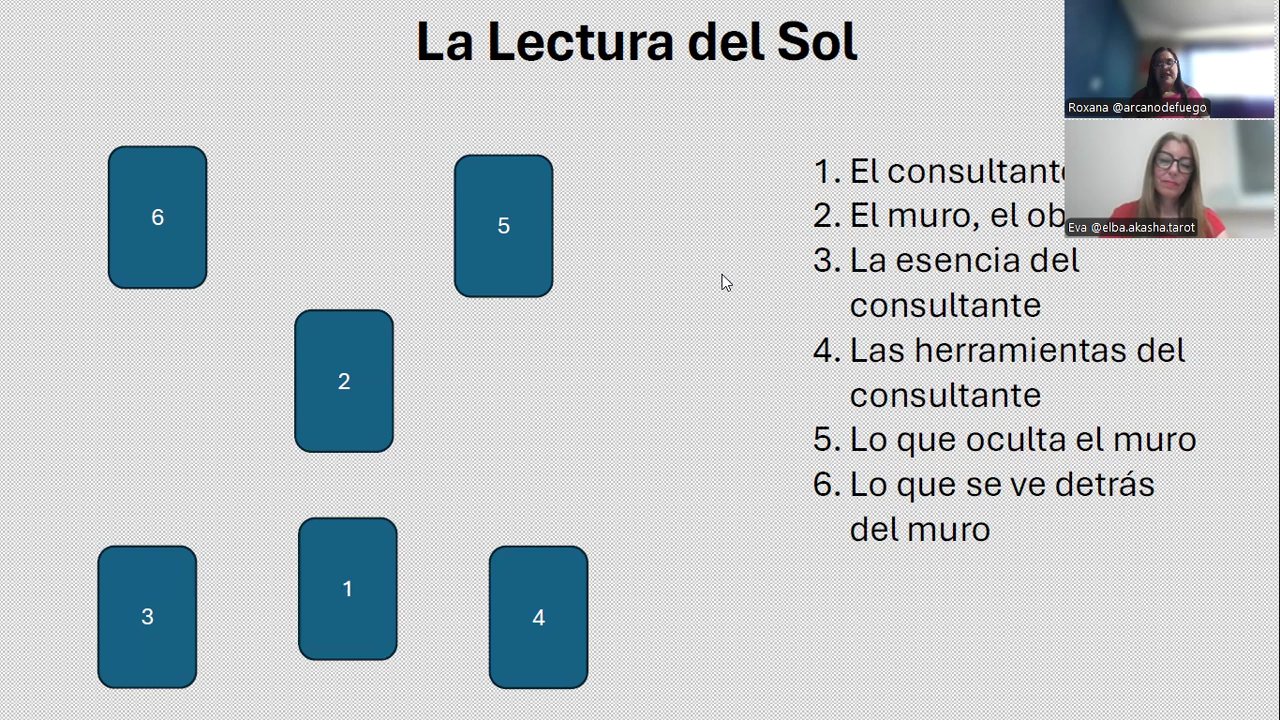 La Lectura del Sol
Roxana @arcanodefuego
Eva @elba.akasha.tarot
6
5
2
1
3
4
1. El consultante
2. El muro, el
3. La esencia del
consultante
4. Las herramientas del
consultante
5. Lo que oculta el muro
6. Lo que se ve detrás
del muro